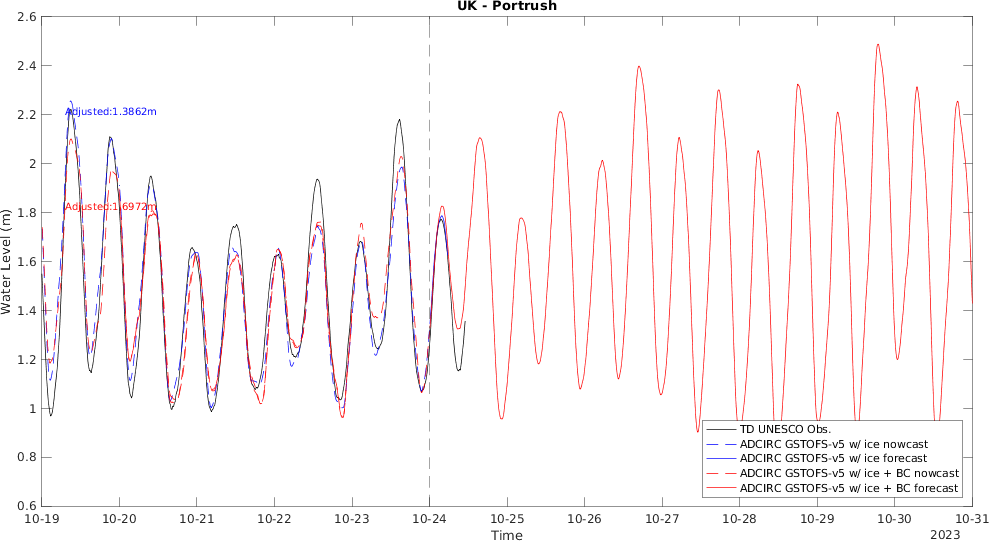 UK - Portrush
2.6
2.4
2.2
2
1.8
1.6
1.4
1.2
1
0.8
0.6
Water Level (m)
Adjusted:1.3862m
Adjusted:1.6972m
TD UNESCO Obs.
ADCIRC GSTOFS-v5 w/ ice nowcast
ADCIRC GSTOFS-v5 w/ ice forecast
ADCIRC GSTOFS-v5 w/ ice + BC nowcast
ADCIRC GSTOFS-v5 w/ ice + BC forecast
10-19 10-20 10-21 10-22 10-23 10-24 10-25 10-26 10-27 10-28 10-29 10-30 10-31
Time
2023